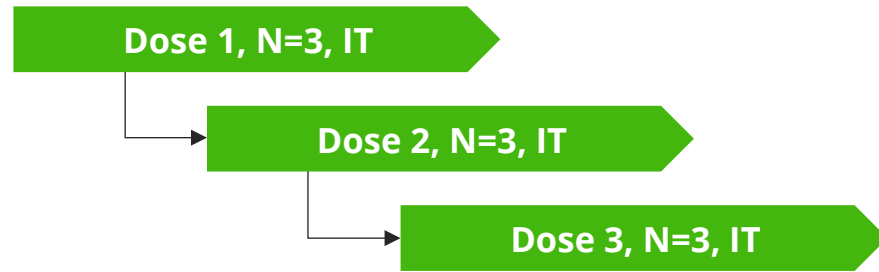 Dose 1, N=3, IT
Dose 2, N=3, IT
Dose 3, N=3, IT